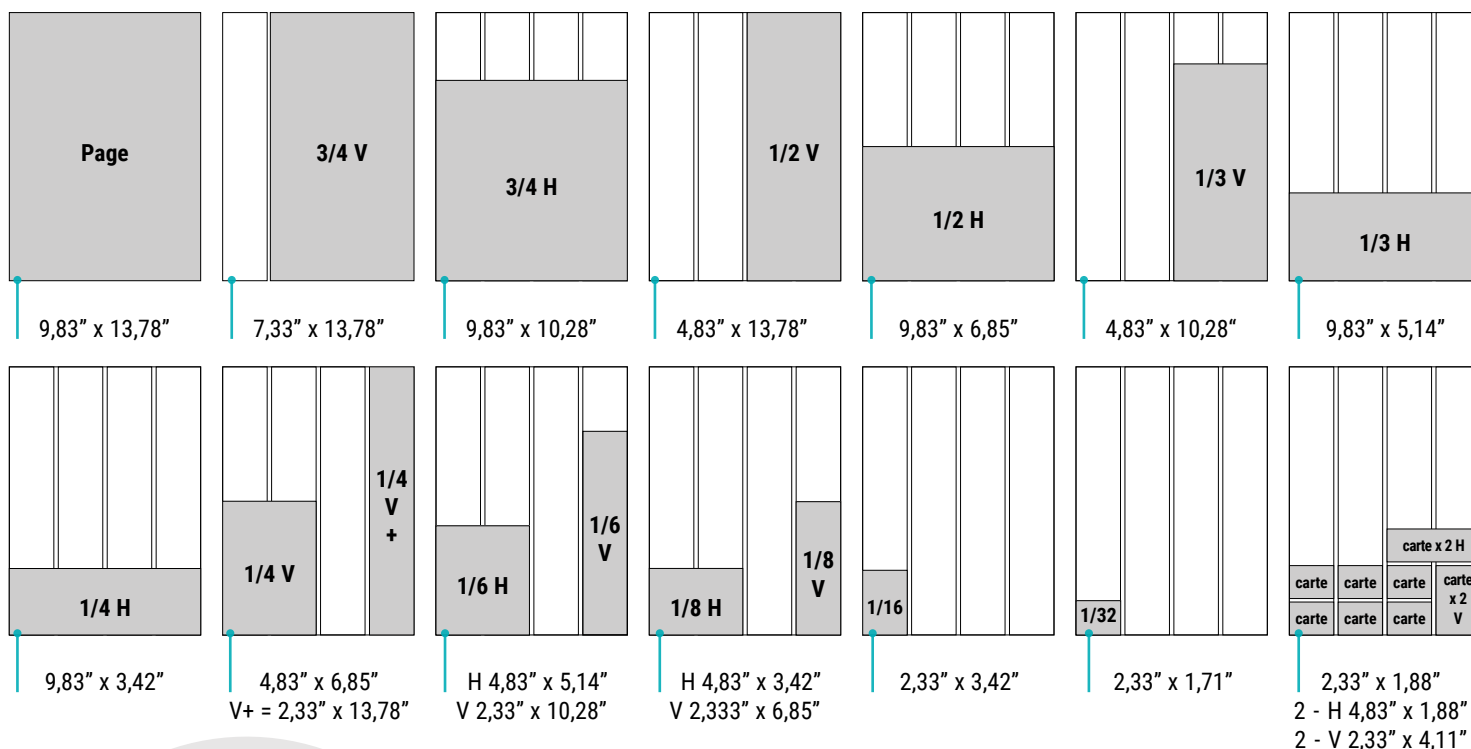 Page
3/4 V
3/4 H
1/2 V
1/2 H
1/3 V
1/3 H
9,83” x 13,78”
7,33” x 13,78”
9,83” x 10,28”
4,83” x 13,78”
9,83” x 6,85”
4,83” x 10,28“
9,83” x 5,14”
1/4 H
1/4 V
1/4
V
+
1/6 H
1/6
V
1/8 H
1/8
V
1/16
1/32
carte x 2 H
carte
carte
carte
carte
x 2
V
carte
carte
carte
9,83” x 3,42”
4,83” x 6,85”
V+ = 2,33” x 13,78”
H 4,83” x 5,14”
V 2,33” x 10,28”
H 4,83” x 3,42”
V 2,333” x 6,85”
2,33” x 3,42”
2,33” x 1,71”
2,33” x 1,88”
2 - H 4,83” x 1,88”
2 - V 2,33” x 4,11”